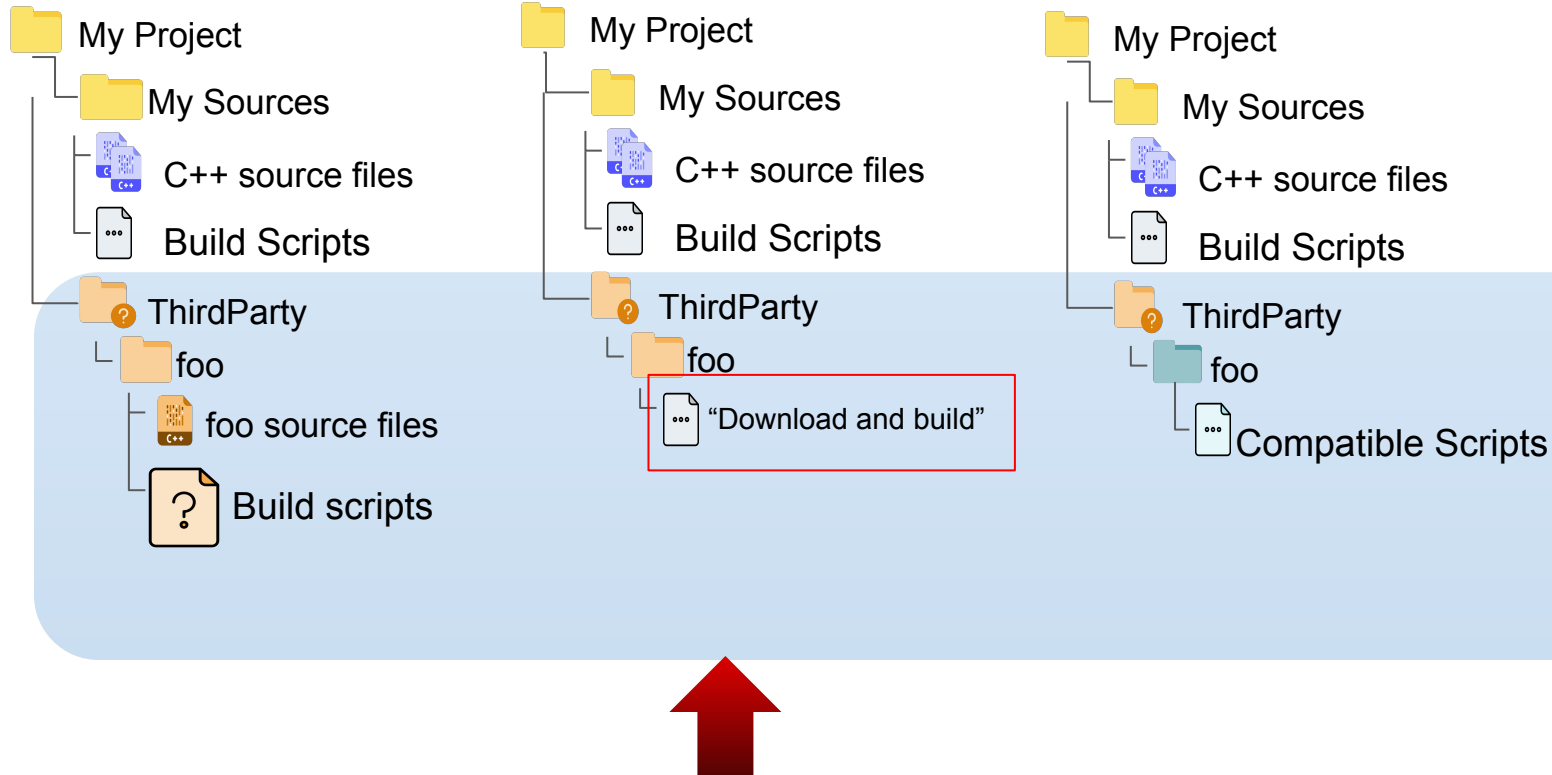 My Project
My Sources
C++ source files
C++
Build Scripts
ThirdParty
?
foo
foo source files
C++
Build scripts
?
My Project
My Sources
C++ source files
C++
Build Scripts
ThirdParty
?
foo
“Download and build”
My Project
My Sources
C++ source files
C++
Build Scripts
ThirdParty
?
foo
Compatible Scripts